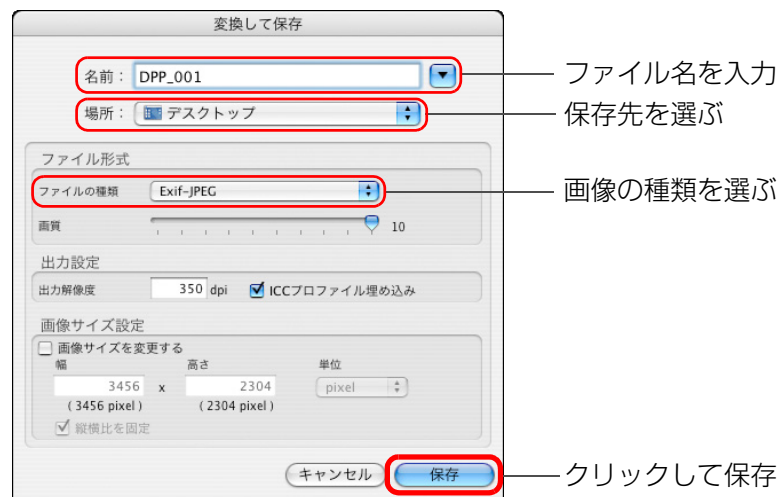 変換して保存
名前： DPP_001
ファイル名を入力
場所： デスクトップ
保存先を選ぶ
ファイル形式
ファイルの種類 Exif-JPEG
画像の種類を選ぶ
画質 10
出力設定
出力解像度 350 dpi ICCプロファイル埋め込み
画像サイズ設定
画像サイズを変更する
幅 高さ 単位
3456 x 2304 pixel
(3456 pixel) (2304 pixel)
縦横比を固定
キャンセル 保存
クリックして保存